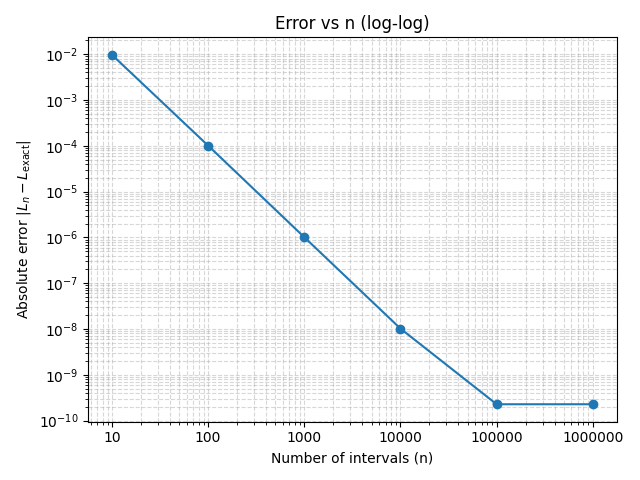 Error vs n (log-log)
Absolute error |Lₙ − L_exact|
10⁻²
10⁻³
10⁻⁴
10⁻⁵
10⁻⁶
10⁻⁷
10⁻⁸
10⁻⁹
10⁻¹⁰
10 100 1000 10000 100000 1000000
Number of intervals (n)